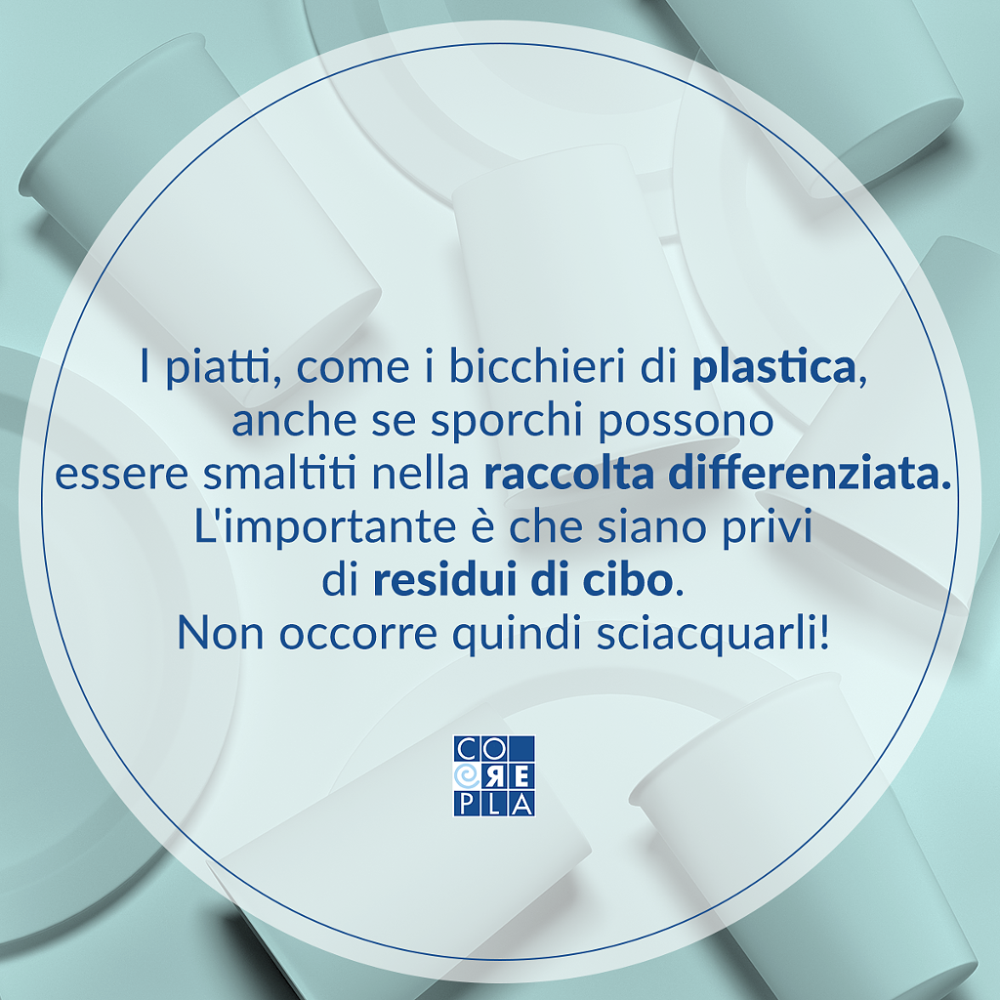 I piatti, come i bicchieri di plastica,
anche se sporchi possono
essere smaltiti nella raccolta differenziata.
L'importante è che siano privi
di residui di cibo.
Non occorre quindi sciacquarli!
CO
RE
PLA